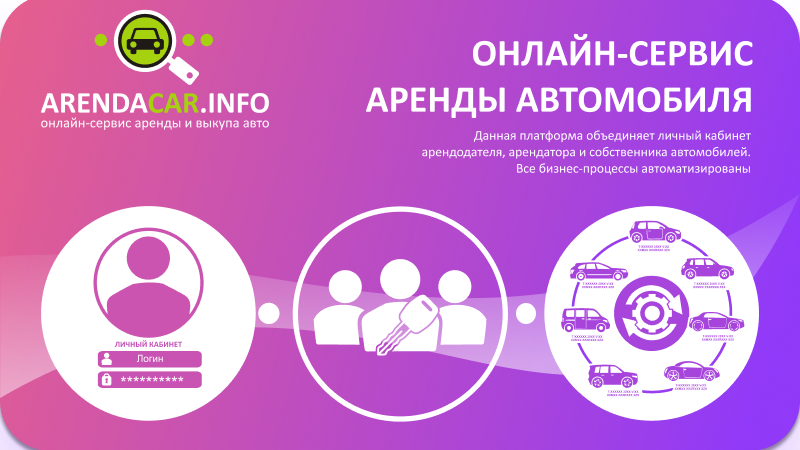 ARENDACAR.INFO
онлайн-сервис аренды и выкупа авто
ОНЛАЙН-СЕРВИС
АРЕНДЫ АВТОМОБИЛЯ
Данная платформа объединяет личный кабинет
арендодателя, арендатора и собственника автомобилей.
Все бизнес-процессы автоматизированы
ЛИЧНЫЙ КАБИНЕТ
Логин
**********